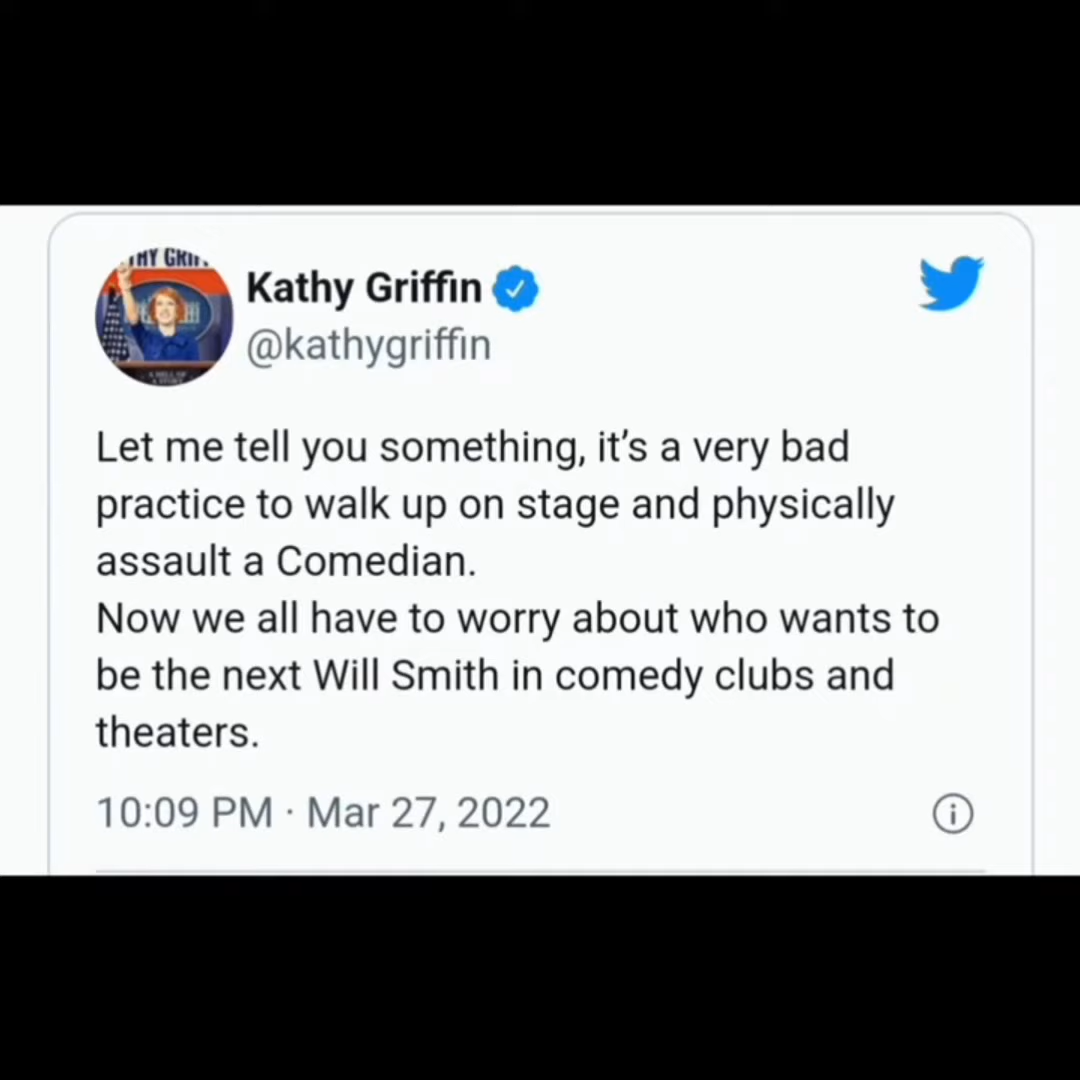 Kathy Griffin
@kathygriffin
Let me tell you something, it's a very bad
practice to walk up on stage and physically
assault a Comedian.
Now we all have to worry about who wants to
be the next Will Smith in comedy clubs and
theaters.
10:09 PM · Mar 27, 2022